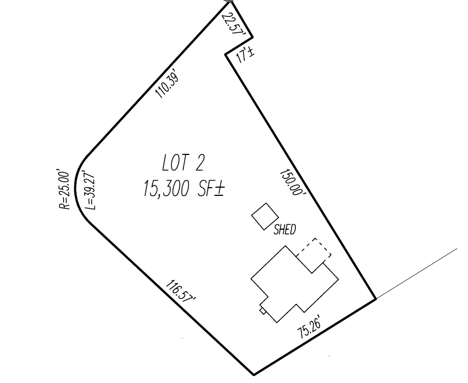 22.57'
17'±
110.39'
LOT 2
15,300 SF±
R=25.00'
L=39.27'
150.00'
SHED
116.57'
75.26'